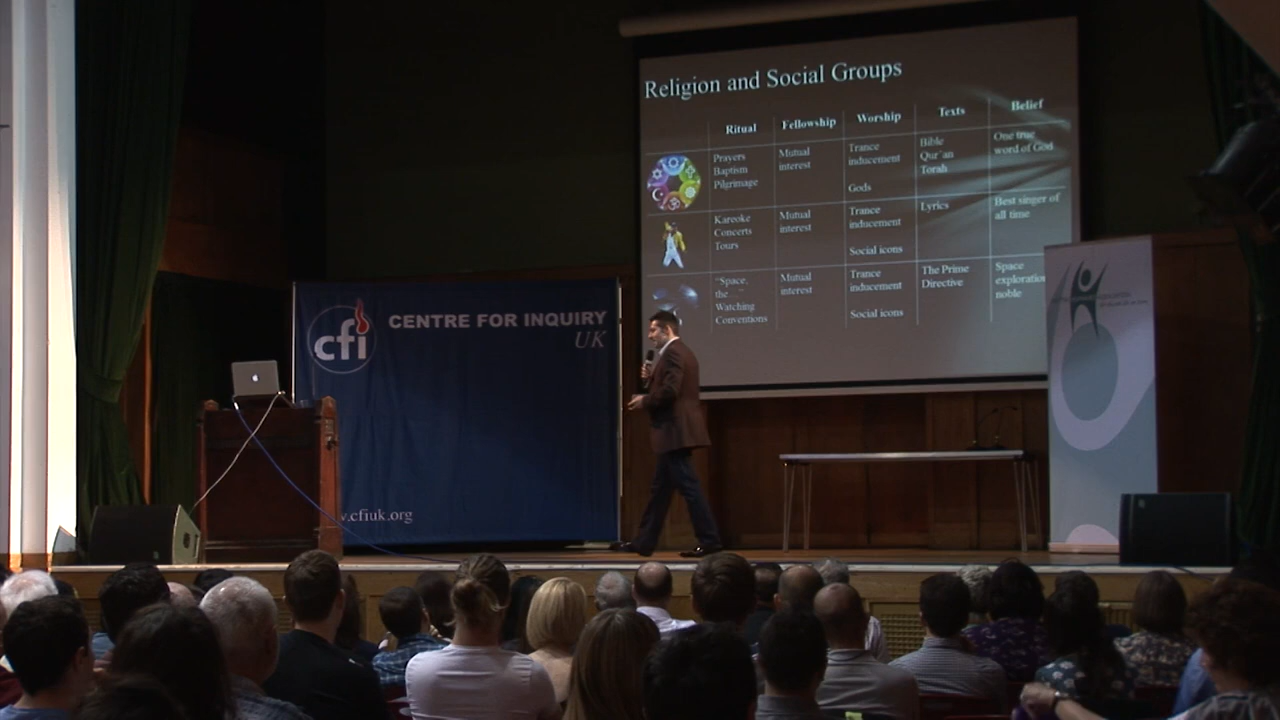 Religion and Social Groups
Ritual Fellowship Worship Texts Belief
Prayers
Baptism
Pilgrimage
Mutual
interest
Trance
inducement
Gods
Bible
Qur'an
Torah
One true
word of God
Kareoke
Concerts
Tours
Mutual
interest
Trance
inducement
Social icons
Lyrics
Best singer of
all time
"Space,
the
Watching
Conventions
Mutual
interest
Trance
inducement
Social icons
The Prime
Directive
Space
exploration
noble
cfi
CENTRE FOR INQUIRY
UK
v.cfiuk.org